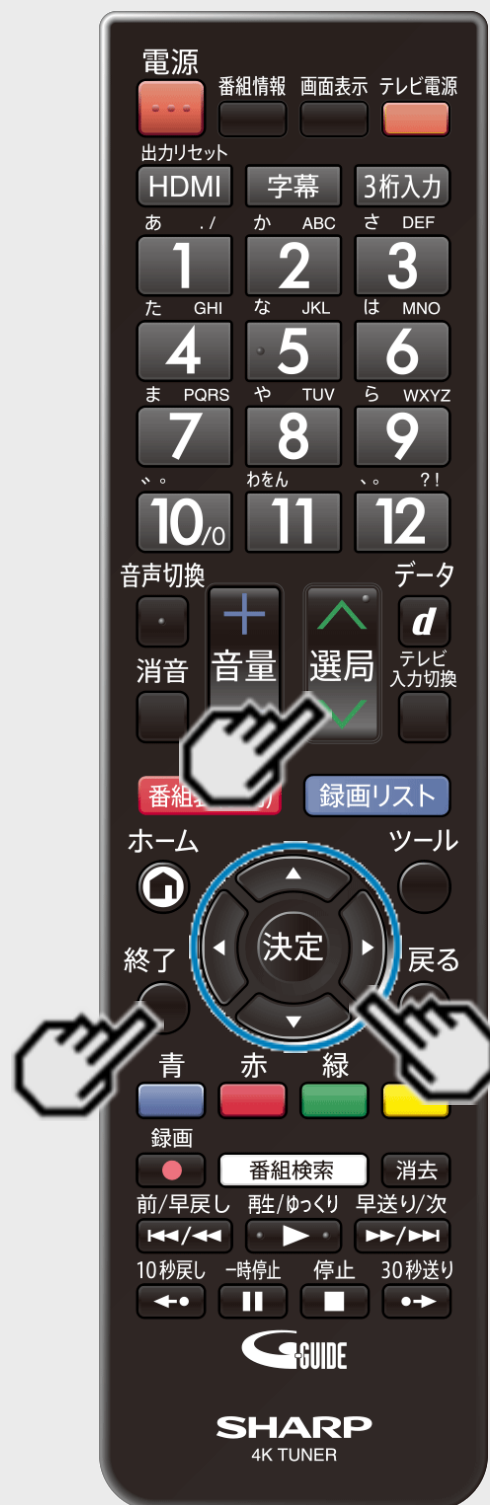 電源
番組情報 画面表示 テレビ電源
出力リセット
HDMI 字幕 3桁入力
あ ./ か ABC さ DEF
1 2 3
た GHI な JKL は MNO
4 5 6
ま PQRS や TUV ら WXYZ
7 8 9
゛゜ わをん 、。 ?!
10/0 11 12
音声切換 データ
+ d
消音 音量 選局 テレビ
入力切換
番組 録画リスト
ホーム ツール
終了 決定 戻る
青 赤 緑
録画
番組検索 消去
前/早戻し 再生/ゆっくり 早送り/次
10秒戻し 一時停止 停止 30秒送り
G-GUIDE
SHARP
4K TUNER